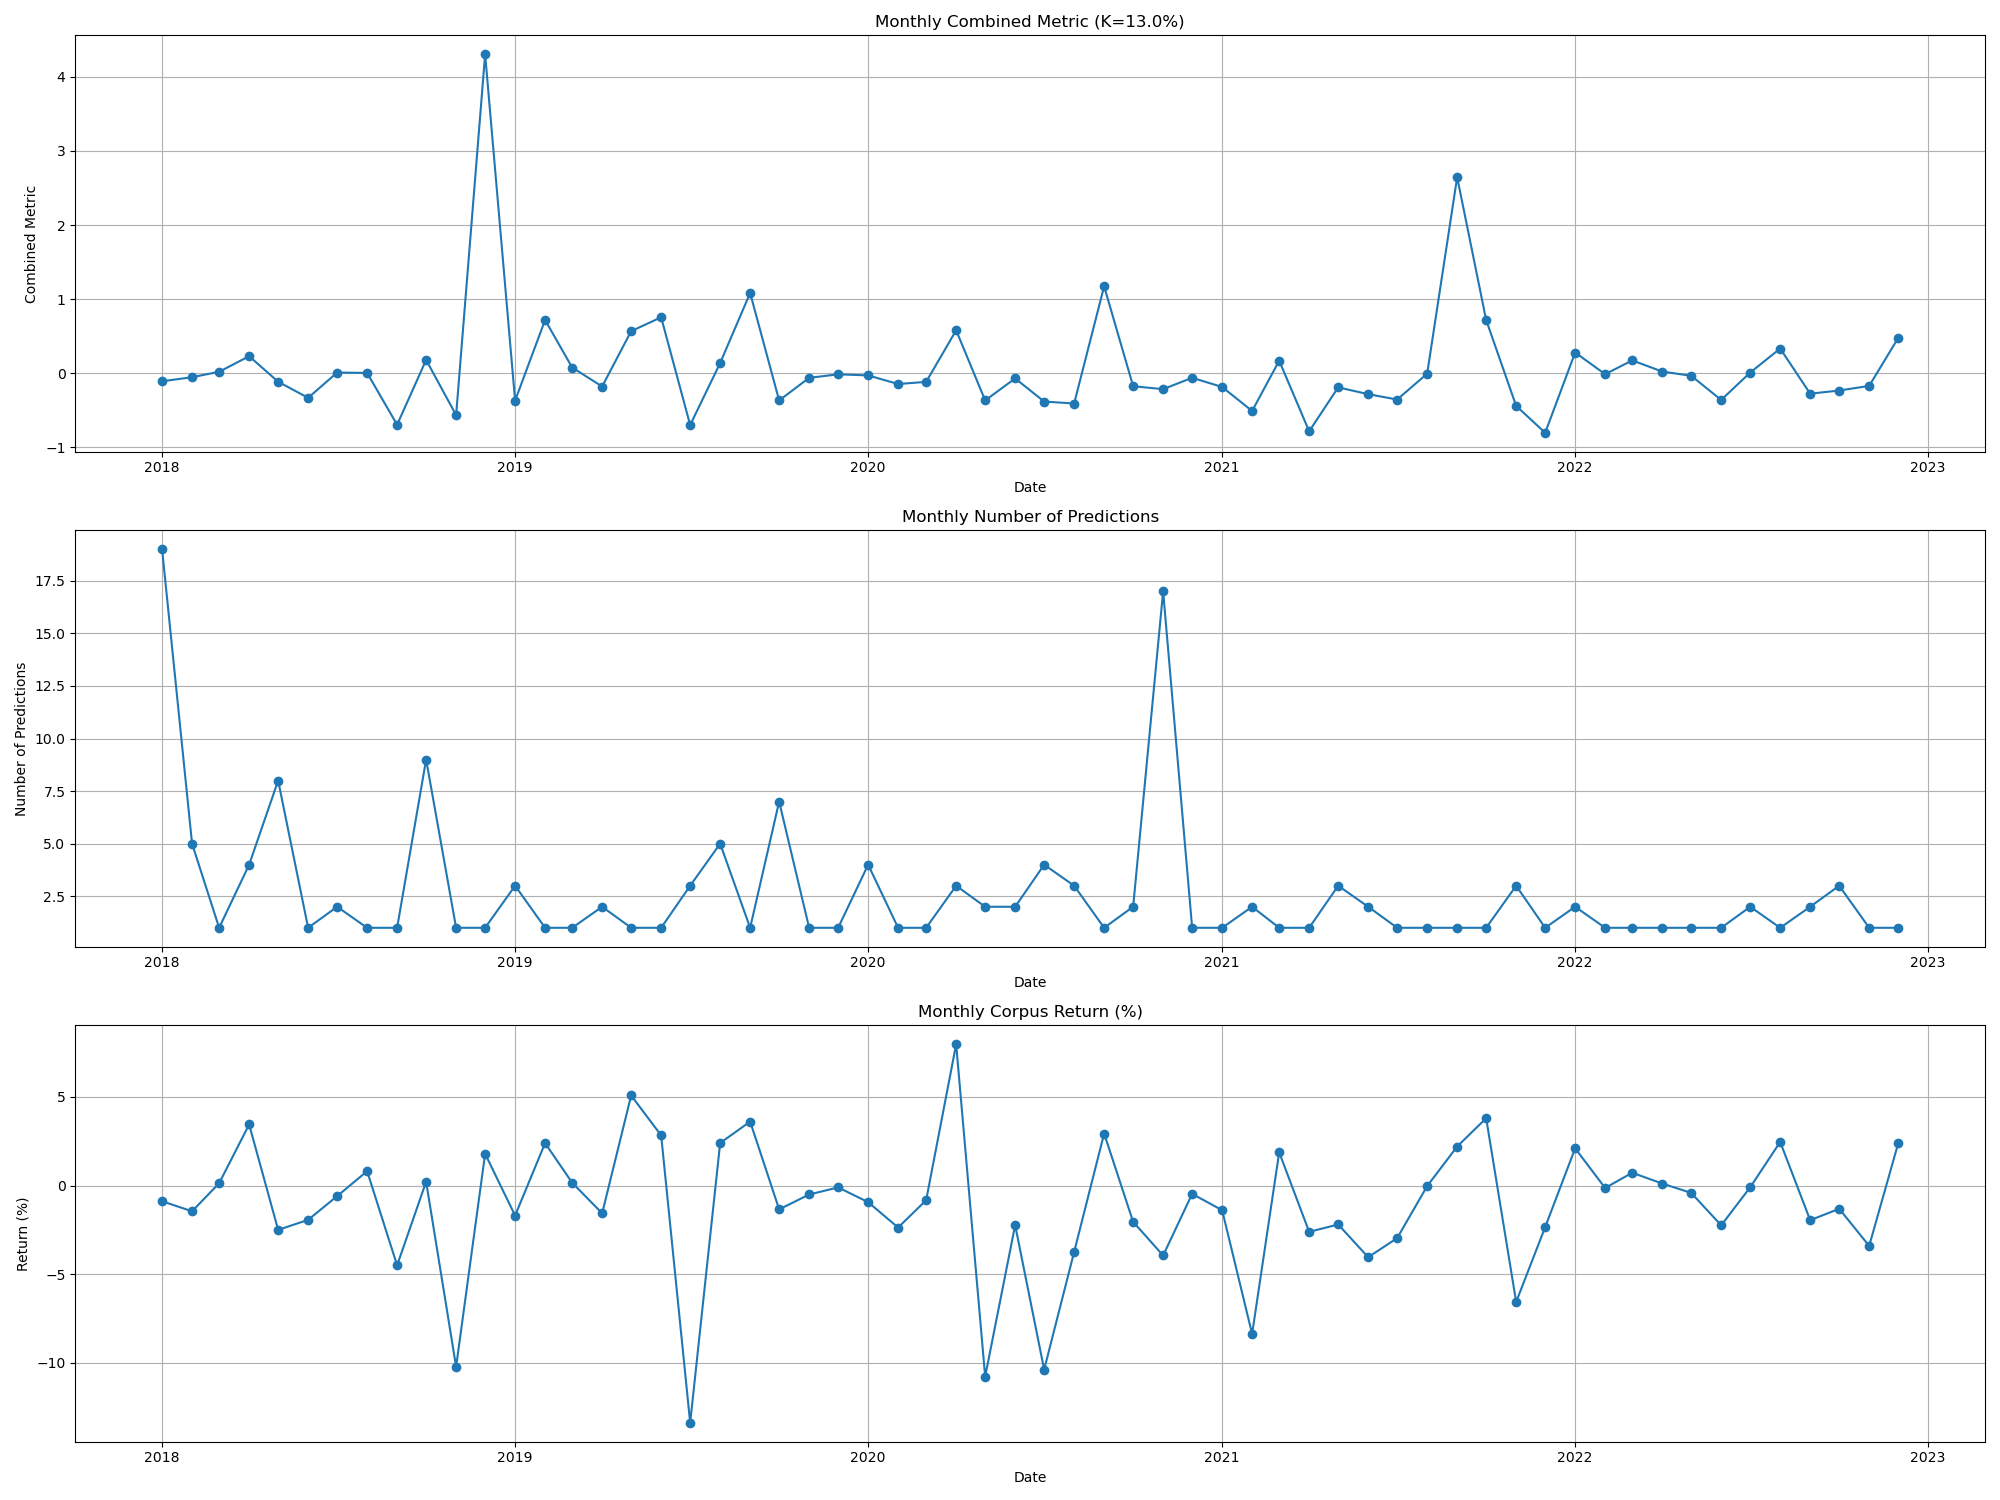 Monthly Combined Metric (K=13.0%)
Combined Metric
4
3
2
1
0
−1
2018 2019 2020 2021 2022 2023
Date
Monthly Number of Predictions
Number of Predictions
17.5
15.0
12.5
10.0
7.5
5.0
2.5
2018 2019 2020 2021 2022 2023
Date
Monthly Corpus Return (%)
Return (%)
5
0
−5
−10
2018 2019 2020 2021 2022 2023
Date